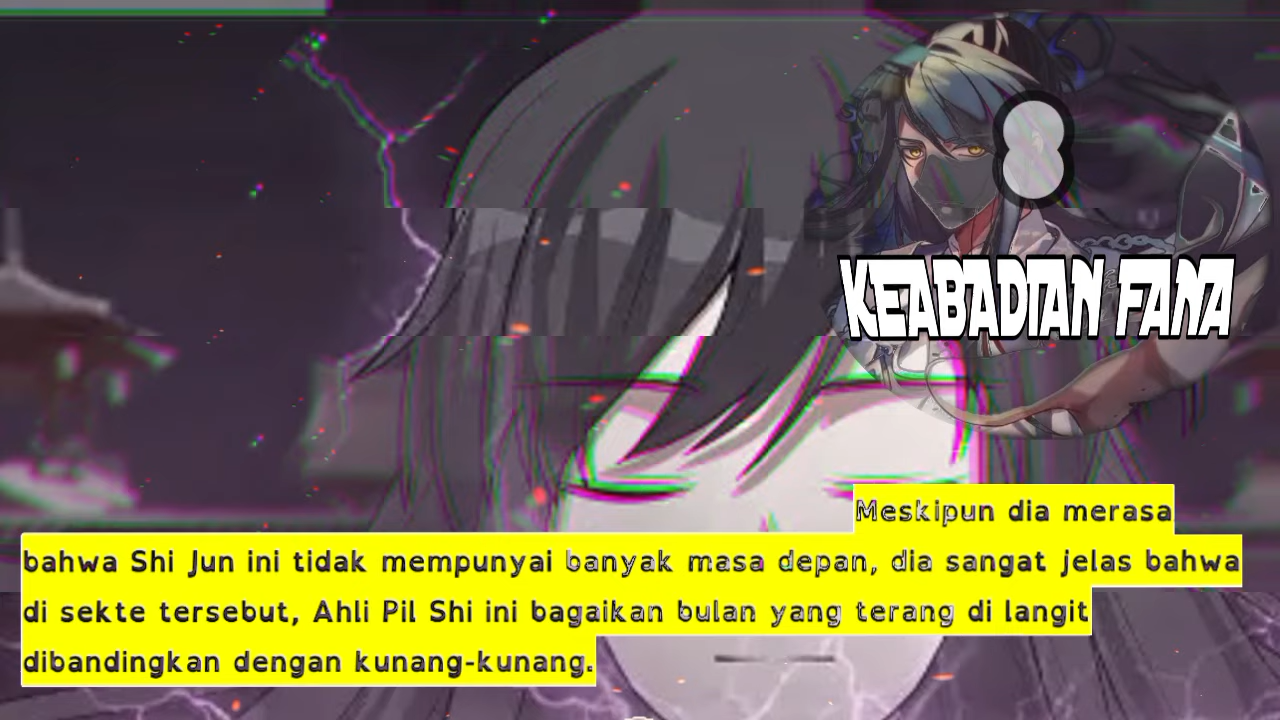 8
KEABADIAN FANA
Meskipun dia merasa
bahwa Shi Jun ini tidak mempunyai banyak masa depan, dia sangat jelas bahwa
di sekte tersebut, Ahli Pil Shi ini bagaikan bulan yang terang di langit
dibandingkan dengan kunang-kunang.